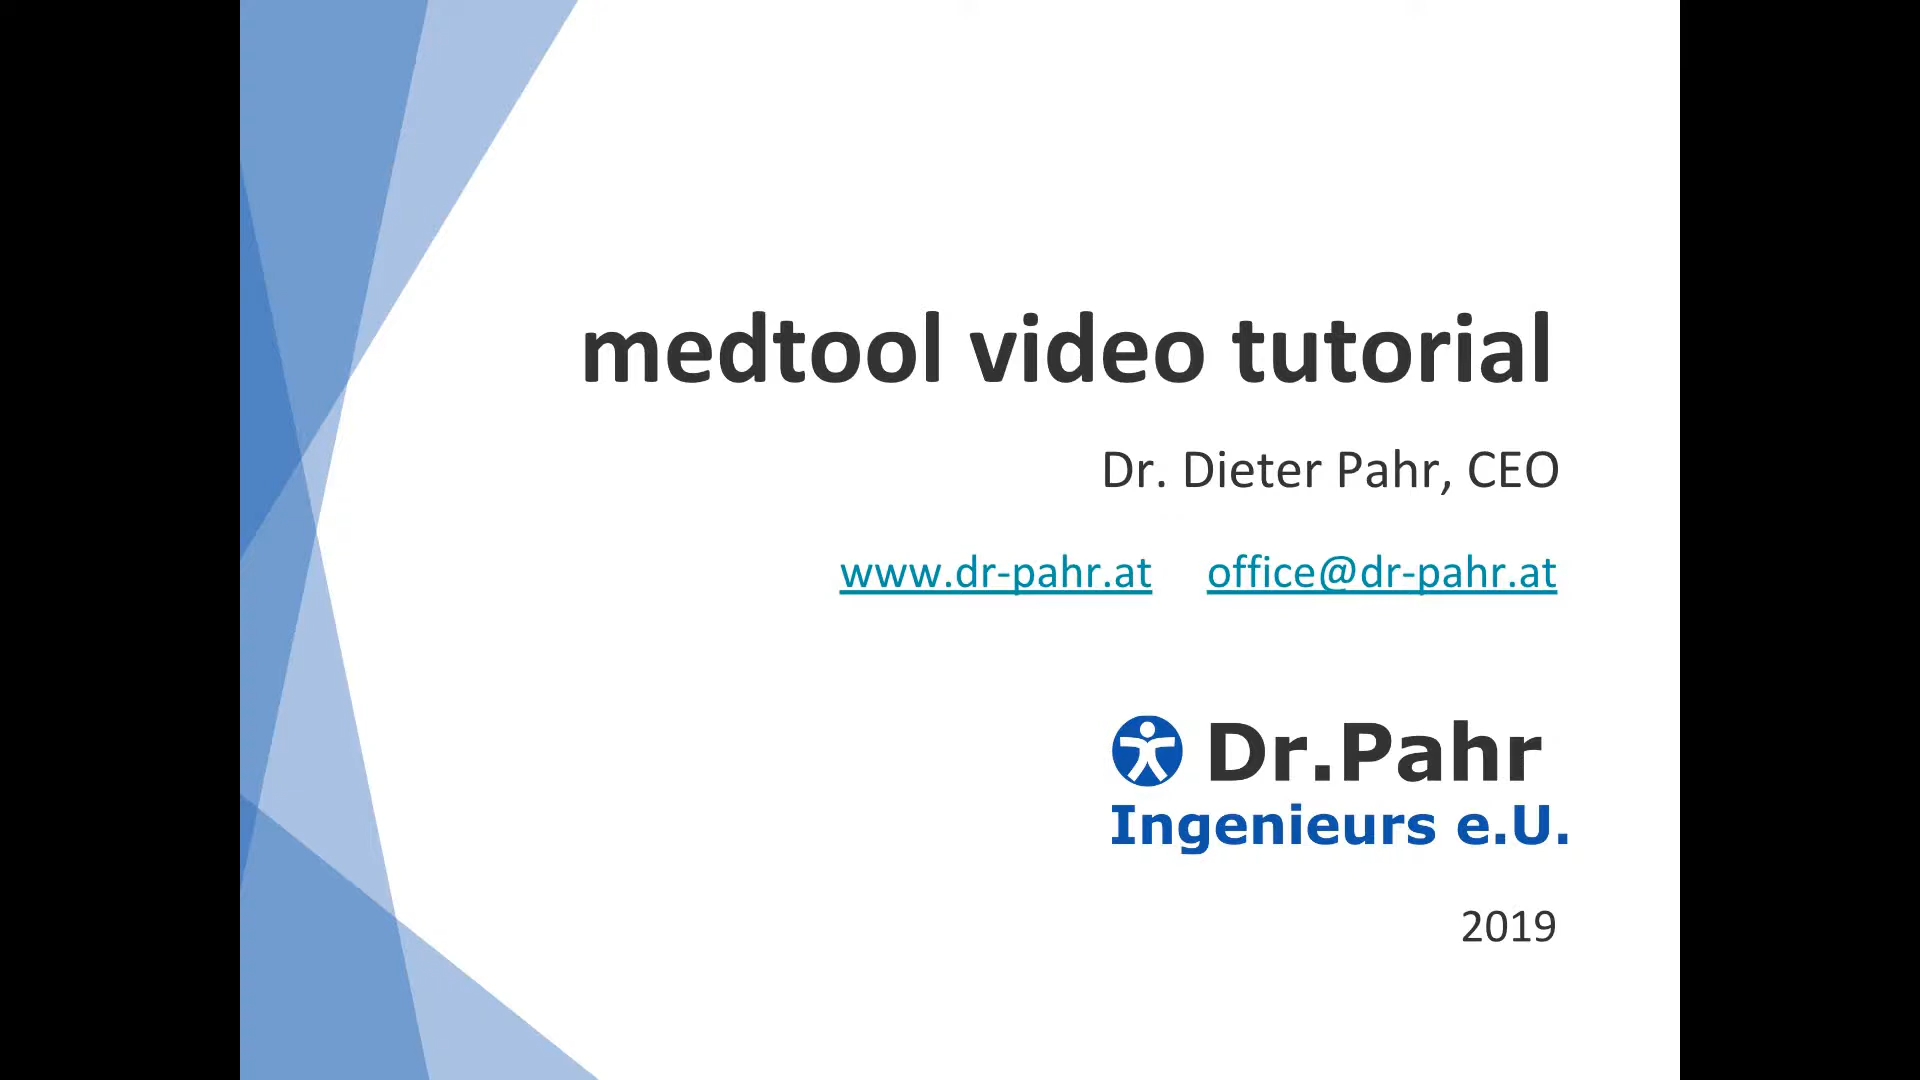 medtool video tutorial
Dr. Dieter Pahr, CEO
www.dr-pahr.at office@dr-pahr.at
Dr.Pahr
Ingenieurs e.U.
2019